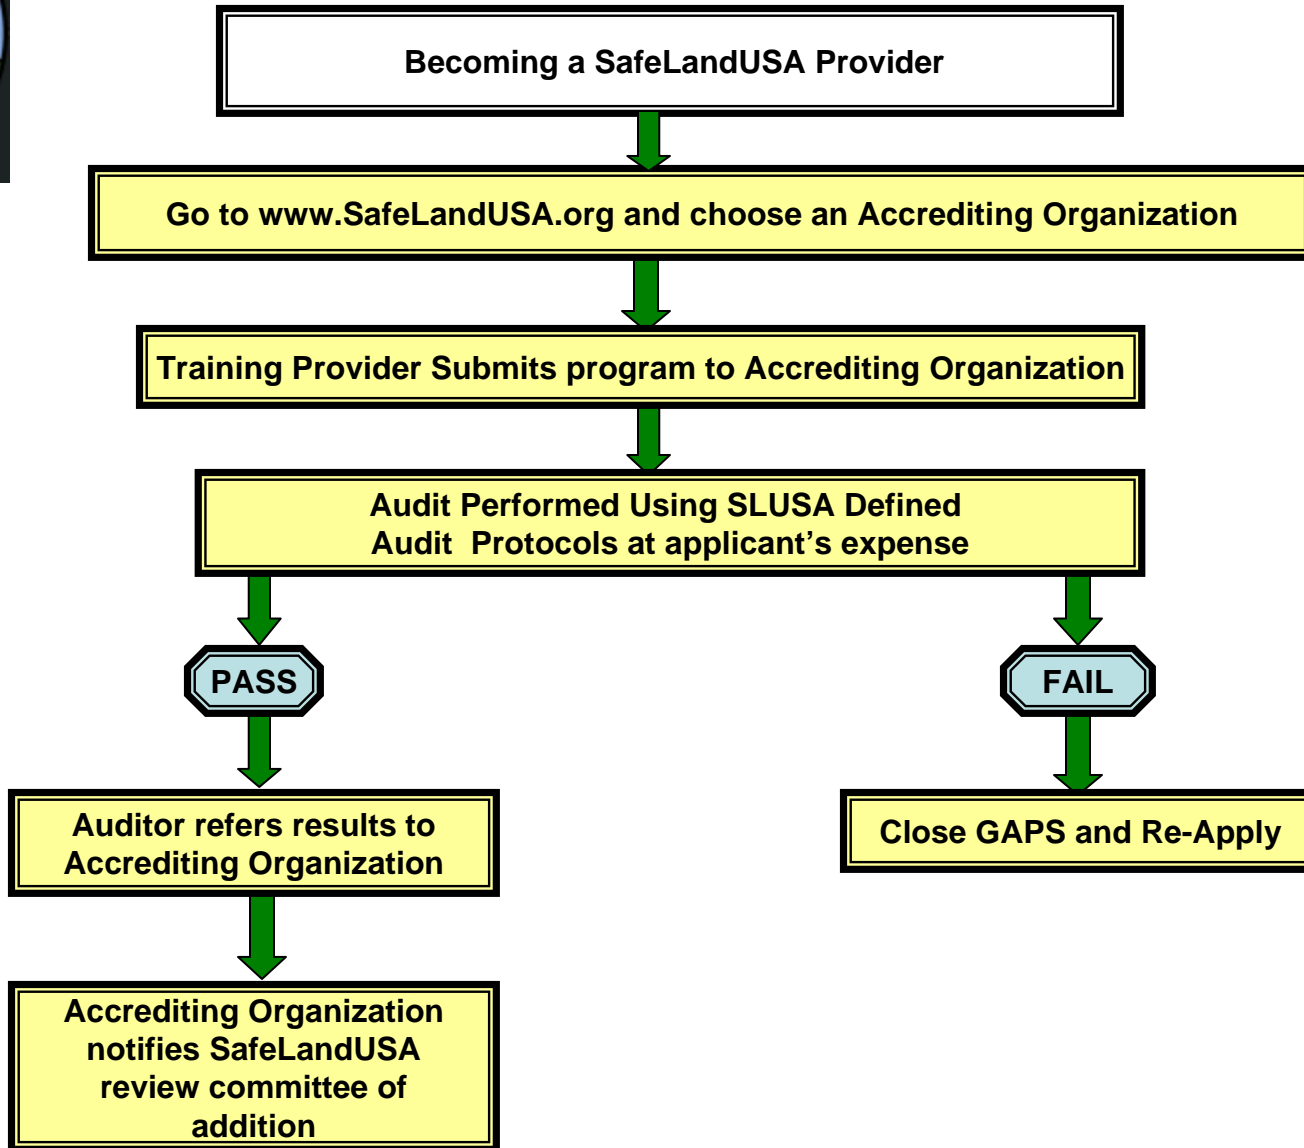 Becoming a SafeLandUSA Provider
Go to www.SafeLandUSA.org and choose an Accrediting Organization
Training Provider Submits program to Accrediting Organization
Audit Performed Using SLUSA Defined
Audit Protocols at applicant's expense
PASS
FAIL
Auditor refers results to
Accrediting Organization
Close GAPS and Re-Apply
Accrediting Organization
notifies SafeLandUSA
review committee of
addition